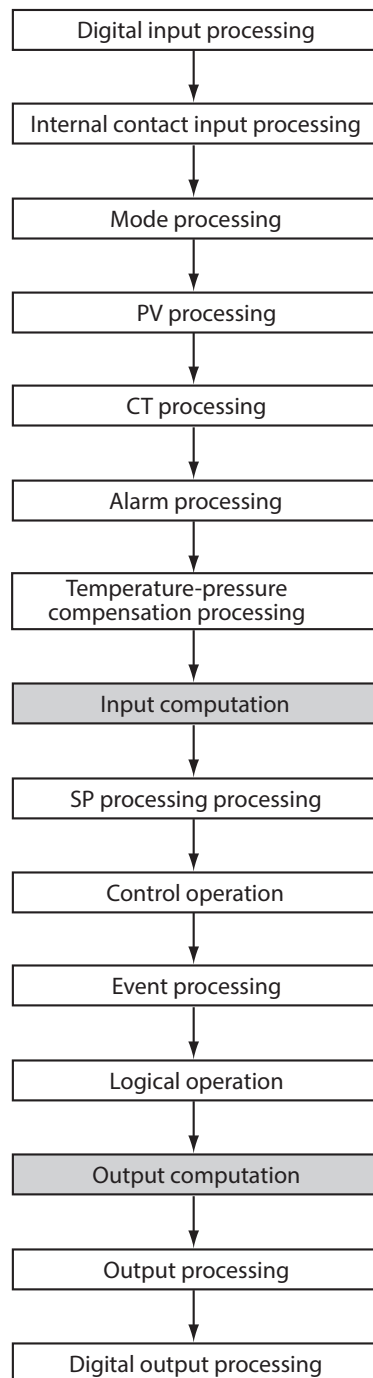 Digital input processing
Internal contact input processing
Mode processing
PV processing
CT processing
Alarm processing
Temperature-pressure
compensation processing
Input computation
SP processing processing
Control operation
Event processing
Logical operation
Output computation
Output processing
Digital output processing